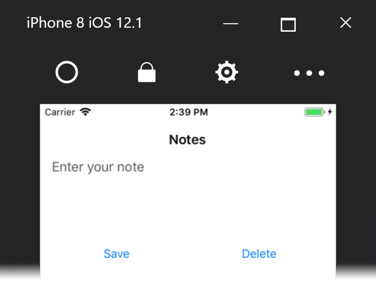 iPhone 8 iOS 12.1
Carrier 2:39 PM
Notes
Enter your note
Save Delete